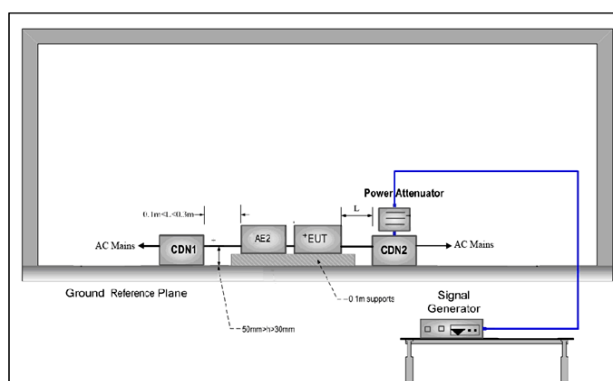 Power Attenuator
L
0.1m<L<0.3m
AE2
EUT
AC Mains
CDN1
CDN2
AC Mains
0.1m supports
Ground Reference Plane
50mm>h>30mm
Signal
Generator